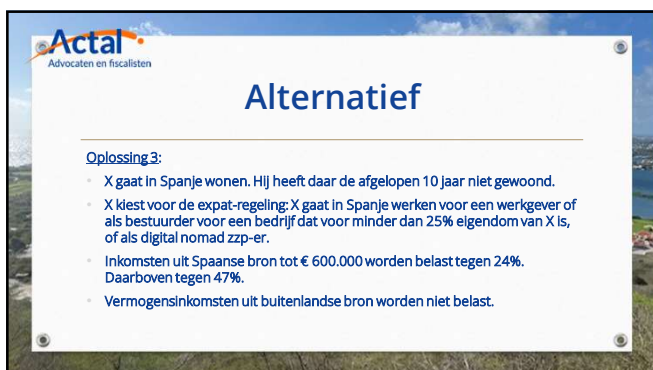 Actal
Advocaten en fiscalisten
Alternatief
Oplossing 3:
X gaat in Spanje wonen. Hij heeft daar de afgelopen 10 jaar niet gewoond.
X kiest voor de expat-regeling: X gaat in Spanje werken voor een werkgever of
als bestuurder voor een bedrijf dat voor minder dan 25% eigendom van X is,
of als digital nomad zzp-er.
Inkomsten uit Spaanse bron tot € 600.000 worden belast tegen 24%.
Daarboven tegen 47%.
Vermogensinkomsten uit buitenlandse bron worden niet belast.